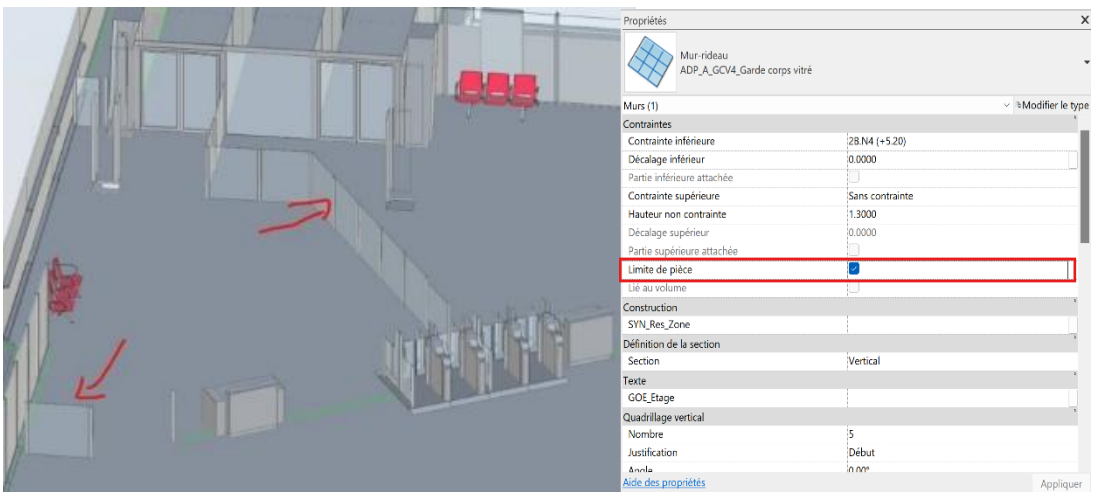 Propriétés X
Mur-rideau
ADP_A_GCV4_Garde corps vitré
Murs (1) Modifier le type
Contraintes
Contrainte inférieure 2B.N4 (+5.20)
Décalage inférieur 0.0000
Partie inférieure attachée
Contrainte supérieure Sans contrainte
Hauteur non contrainte 1.3000
Décalage supérieur 0.0000
Partie supérieure attachée
Limite de pièce
Lié au volume
Construction
SYN_Res_Zone
Définition de la section
Section Vertical
Texte
GOE_Etage
Quadrillage vertical
Nombre 5
Justification Début
Angle 0.00°
Aide des propriétés Appliquer